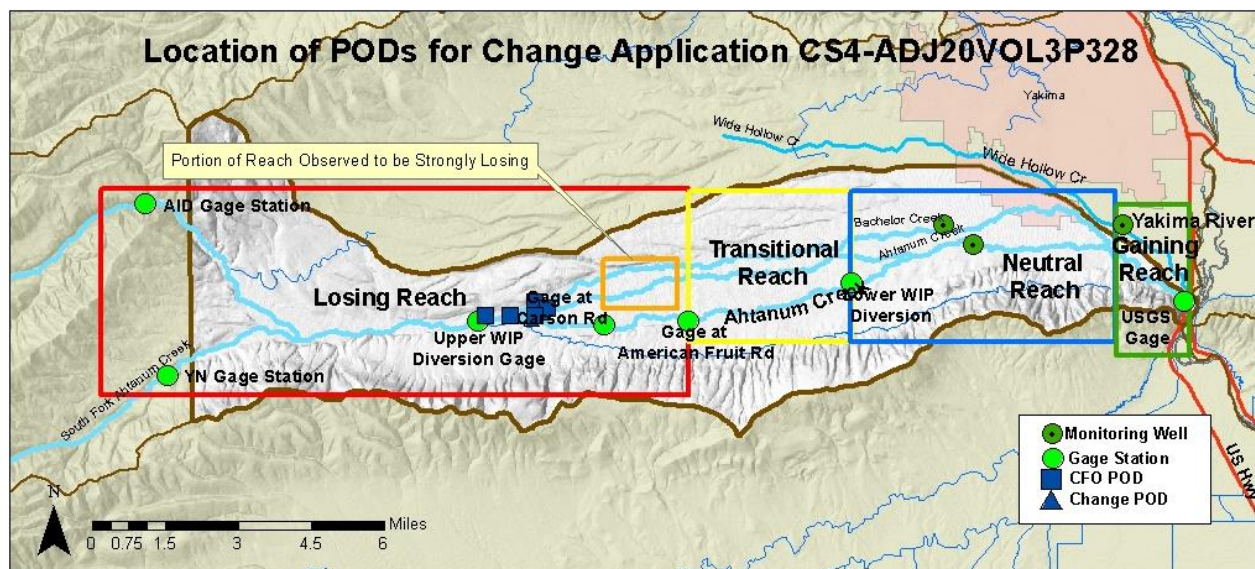 Location of PODs for Change Application CS4-ADJ20VOL3P328
Yakima
Wide Hollow Cr
Wide Hollow Cr
Portion of Reach Observed to be Strongly Losing
AID Gage Station
Bachelor Creek
Yakima River
Ahtanum Creek
Transitional
Reach
Gaining
Reach
Neutral
Reach
Losing Reach
Gage at
Carson Rd
Ahtanum Creek
Lower WIP
Diversion
USGS
Gage
Upper WIP
Diversion Gage
Gage at
American Fruit Rd
South Fork Ahtanum Creek
YN Gage Station
Monitoring Well
Gage Station
CFO POD
Change POD
US Hwy
N
Miles
0 0.75 1.5 3 4.5 6